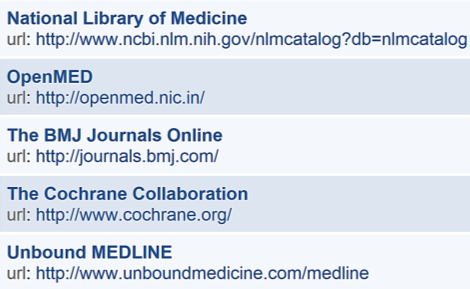 National Library of Medicine
url: http://www.ncbi.nlm.nih.gov/nlmcatalog?db=nlmcatalog
OpenMED
url: http://openmed.nic.in/
The BMJ Journals Online
url: http://journals.bmj.com/
The Cochrane Collaboration
url: http://www.cochrane.org/
Unbound MEDLINE
url: http://www.unboundmedicine.com/medline